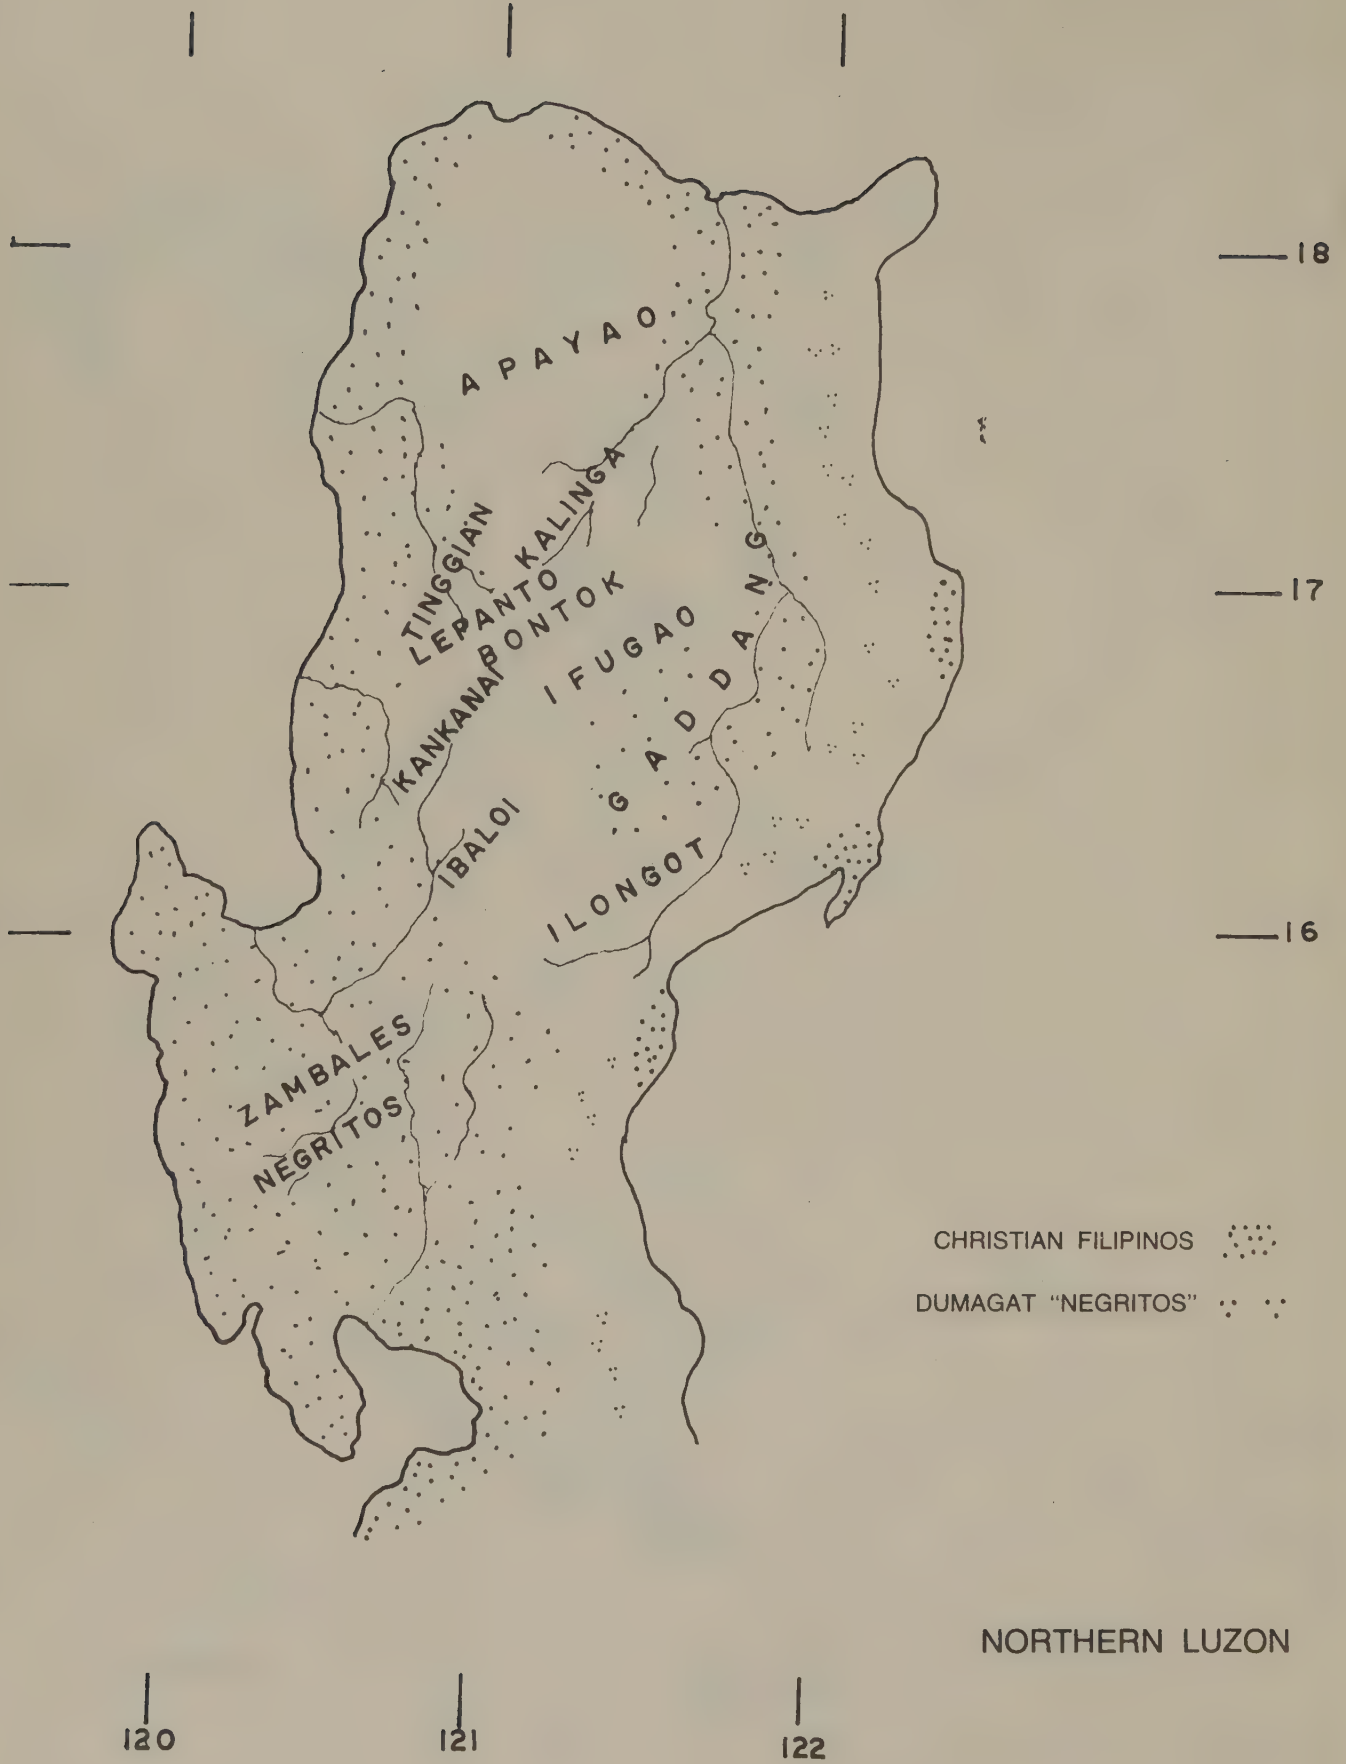 18
APAYAO
KALINGA
TINGGIAN
LEPANTO
BONTOK
17
IFUGAO
GADDANG
KANKANAI
IBALOI
ILONGOT
16
ZAMBALES
NEGRITOS
CHRISTIAN FILIPINOS
DUMAGAT “NEGRITOS”
NORTHERN LUZON
120
121
122